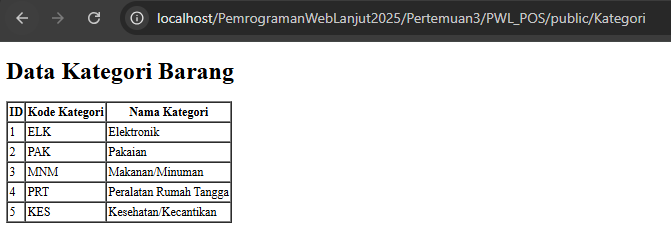 localhost/PemrogramanWebLanjut2025/Pertemuan3/PWL_POS/public/Kategori
Data Kategori Barang
ID Kode Kategori Nama Kategori
1 ELK Elektronik
2 PAK Pakaian
3 MNM Makanan/Minuman
4 PRT Peralatan Rumah Tangga
5 KES Kesehatan/Kecantikan